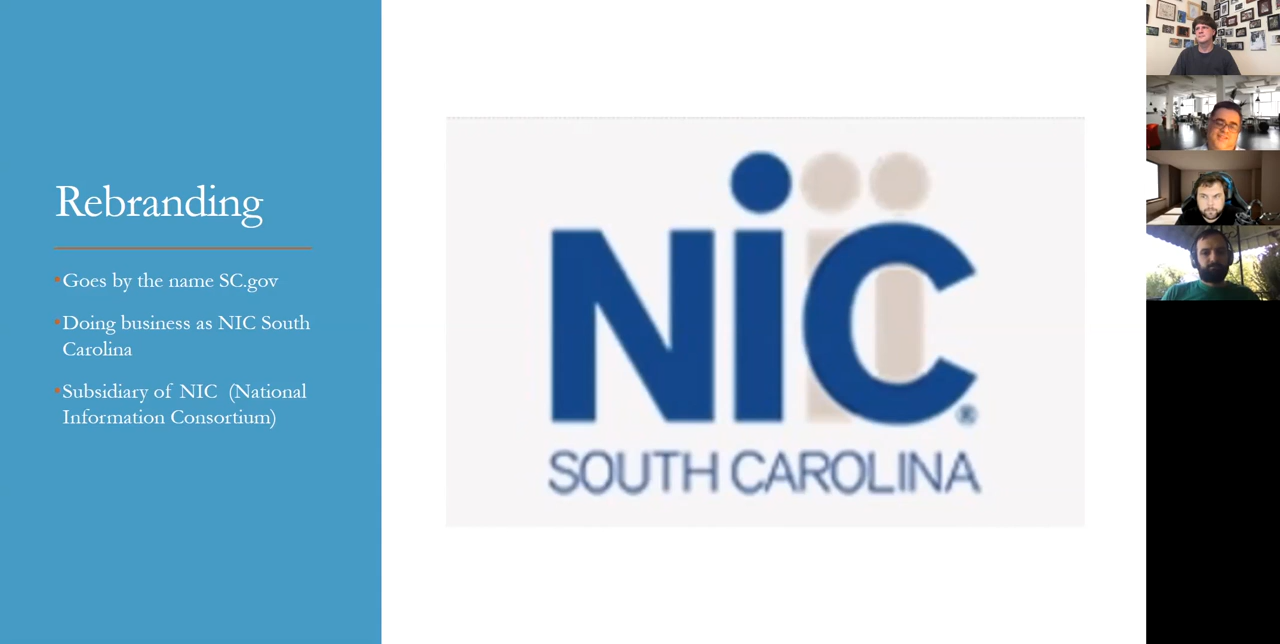 Rebranding
Goes by the name SC.gov
Doing business as NIC South
Carolina
Subsidiary of NIC (National
Information Consortium)
NiC®
SOUTH CAROLINA